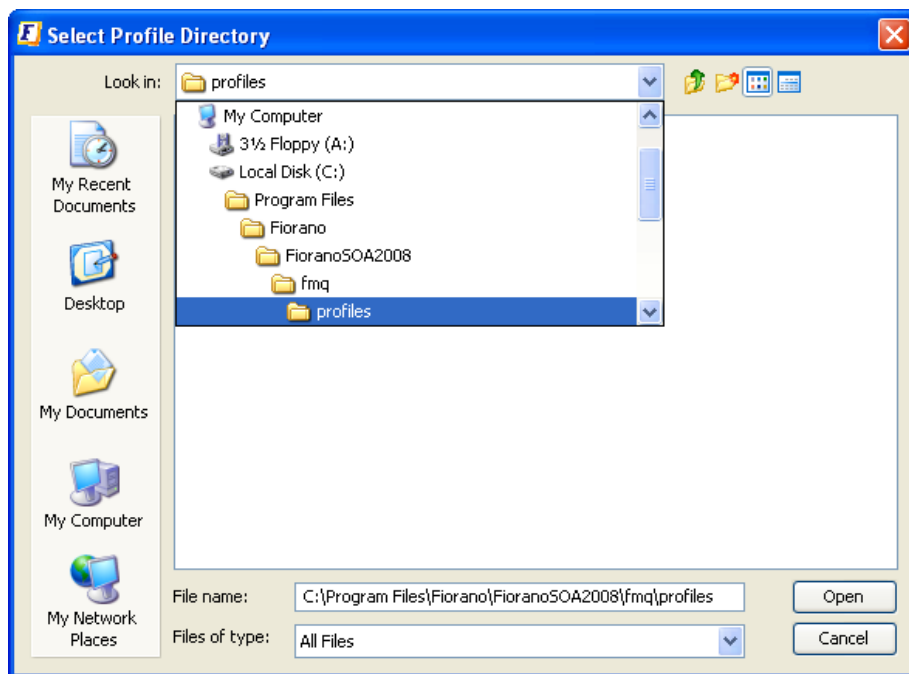 Select Profile Directory
Look in:
profiles
My Computer
3½ Floppy (A:)
Local Disk (C:)
Program Files
Fiorano
FioranoSOA2008
fmq
profiles
My Recent
Documents
Desktop
My Documents
My Computer
My Network
Places
File name:
C:\Program Files\Fiorano\FioranoSOA2008\fmq\profiles
Open
Files of type:
All Files
Cancel